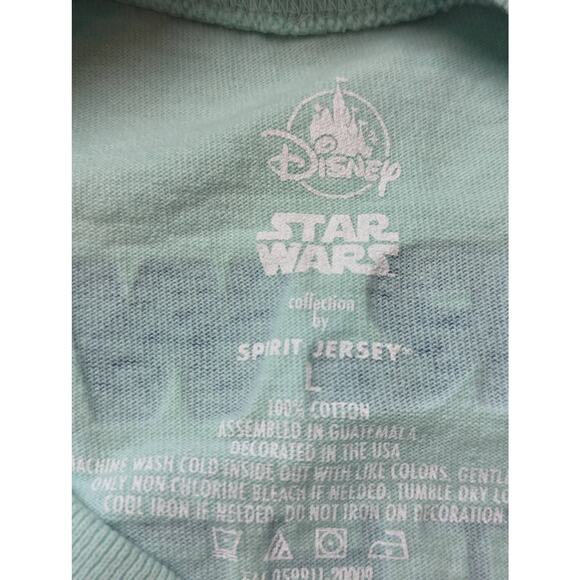 Disney
STAR
WARS
collection
by
SPIRIT JERSEY
L
100% COTTON
ASSEMBLED IN GUATEMALA
DECORATED IN THE USA
MACHINE WASH COLD INSIDE OUT WITH LIKE COLORS. GENTL
ONLY NON-CHLORINE BLEACH IF NEEDED. TUMBLE DRY LO
COOL IRON IF NEEDED. DO NOT IRON ON DECORATION